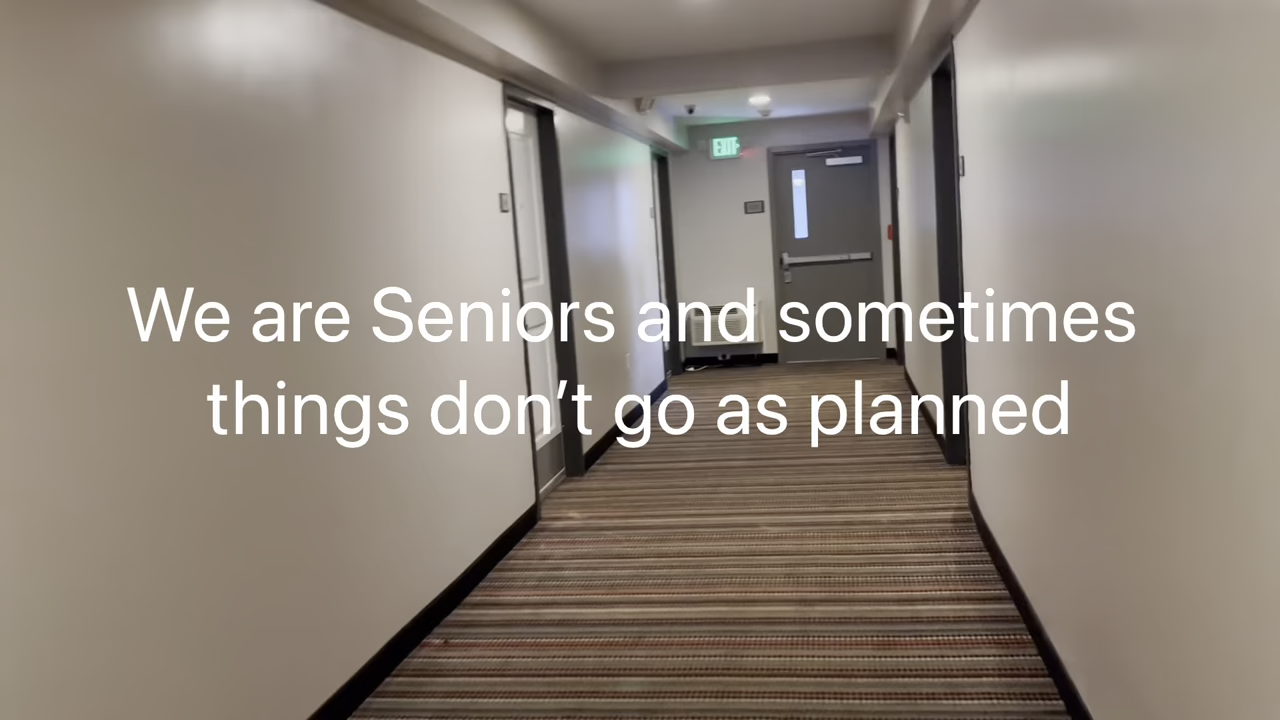 EXIT
We are Seniors and sometimes
things don’t go as planned